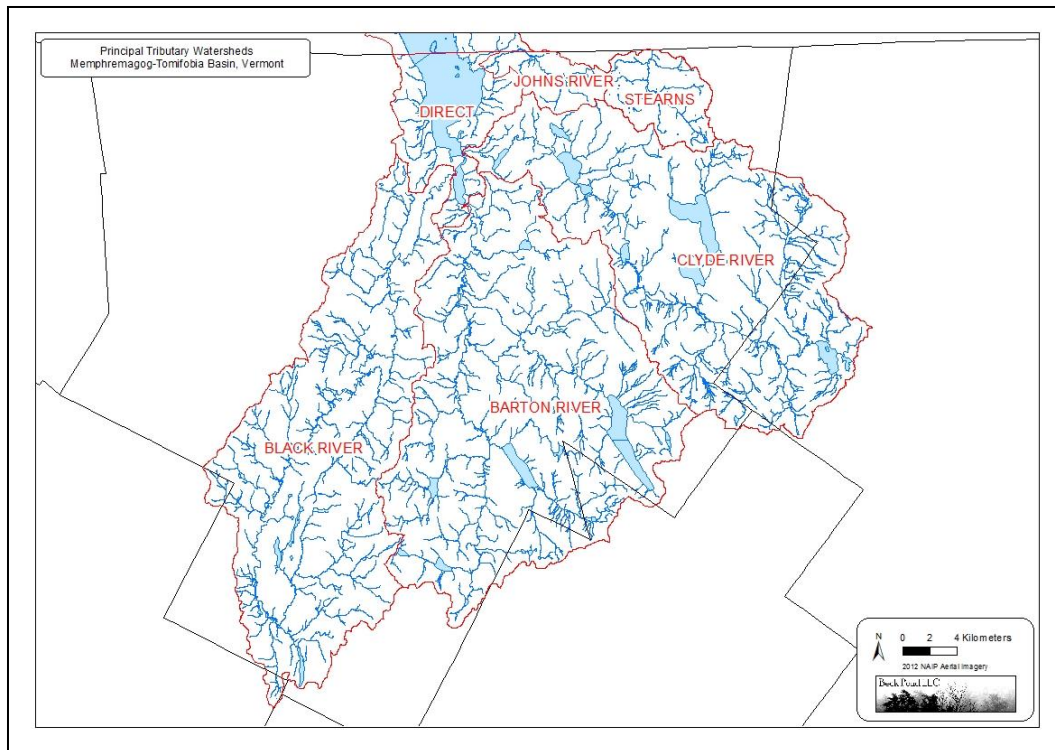 Principal Tributary Watersheds
Memphremagog-Tomifobia Basin, Vermont
JOHNS RIVER
STEARNS
DIRECT
CLYDE RIVER
BARTON RIVER
BLACK RIVER
N
0 2 4 Kilometers
2012 NAIP Aerial Imagery
Beck Pond LLC